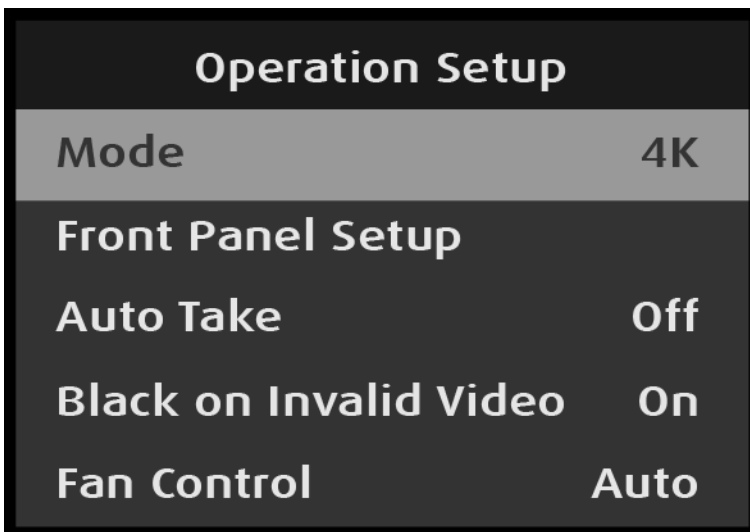 Operation Setup
Mode 4K
Front Panel Setup
Auto Take Off
Black on Invalid Video On
Fan Control Auto